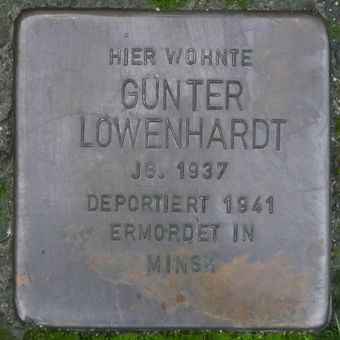 HIER WOHNTE
GÜNTER
LÖWENHARDT
JG. 1937
DEPORTIERT 1941
ERMORDET IN
MINSK